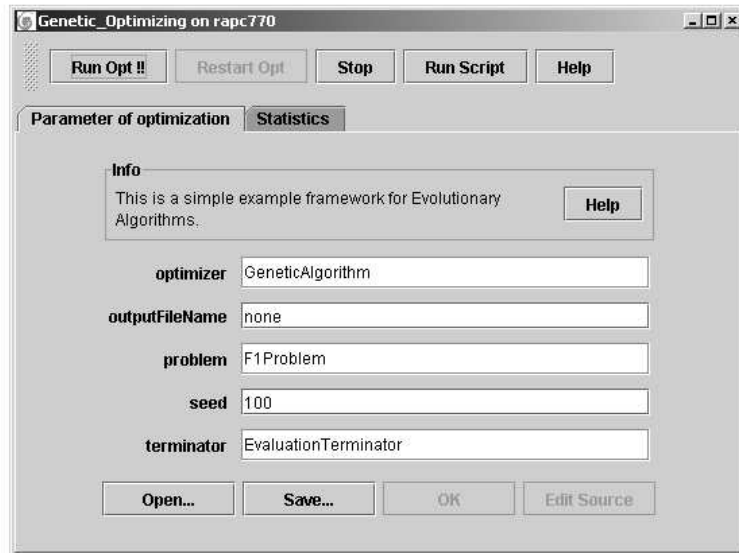 Genetic_Optimizing on rapc770
Run Opt !! Restart Opt Stop Run Script Help
Parameter of optimization Statistics
Info
This is a simple example framework for Evolutionary
Algorithms.
Help
optimizer GeneticAlgorithm
outputFileName none
problem F1Problem
seed 100
terminator EvaluationTerminator
Open... Save... OK Edit Source